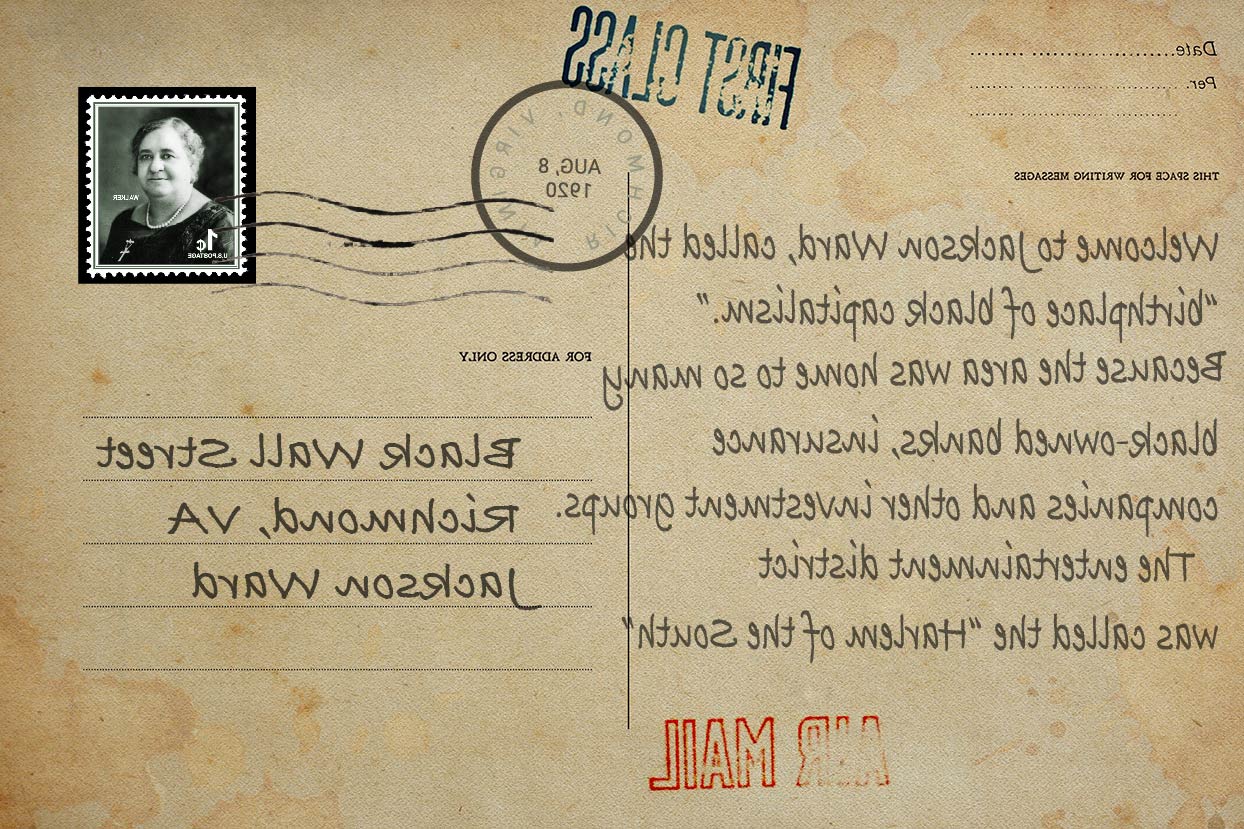 FIRST CLASS
Date
Per.
RICHMOND, VIRGINIA
AUG, 8
1920
WALKER
1¢
U.S POSTAGE
THIS SPACE FOR WRITING MESSAGES
Welcome to Jackson Ward, called the
"birthplace of black capitalism."
Because the area was home to so many
black-owned banks, insurance
companies and other investment groups.
The entertainment district
was called the "Harlem of the South"
FOR ADDRESS ONLY
Black Wall Street
Richmond, VA
Jackson Ward
AIR MAIL